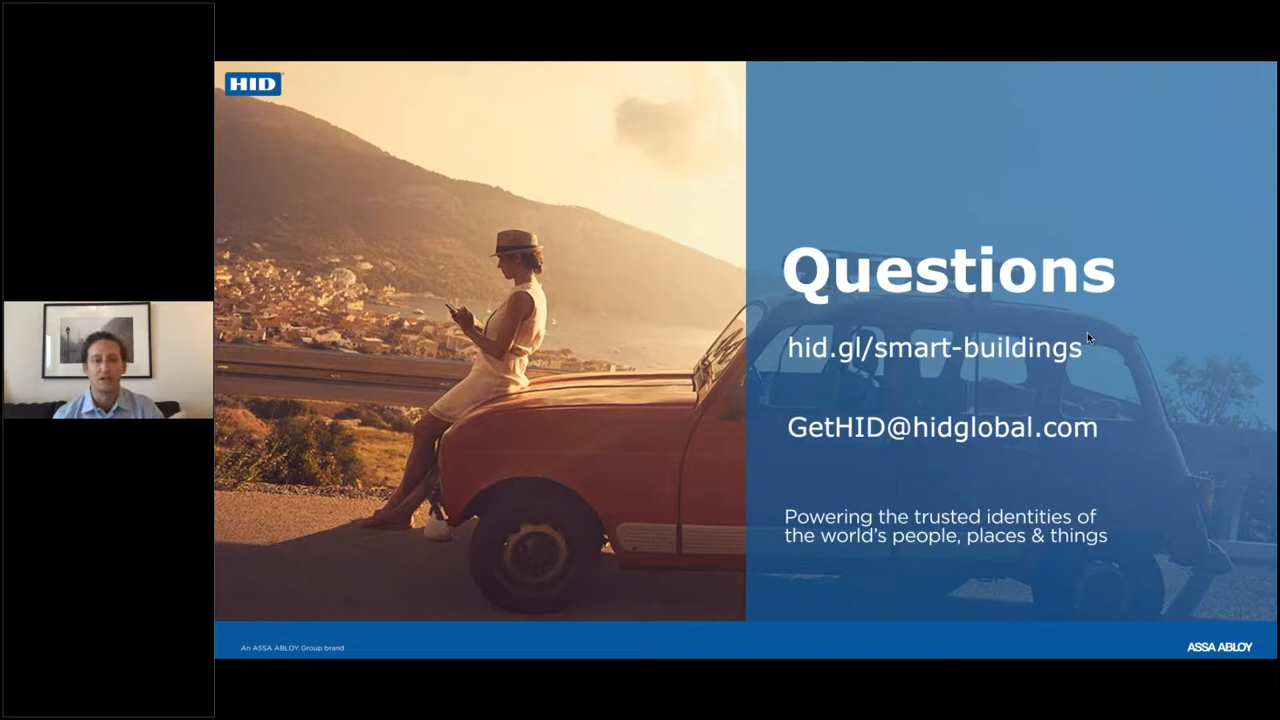 HID
Questions
hid.gl/smart-buildings
GetHID@hidglobal.com
Powering the trusted identities of
the world's people, places & things
An ASSA ABLOY Group brand
ASSA ABLOY